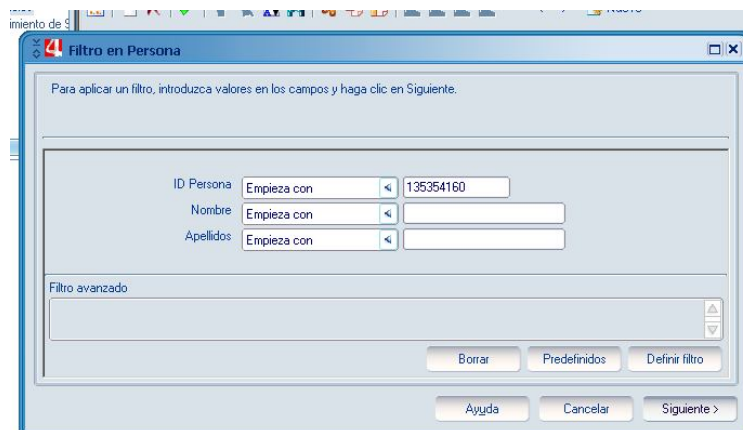 imiento de S
Filtro en Persona
Para aplicar un filtro, introduzca valores en los campos y haga clic en Siguiente.
ID Persona Empieza con 135354160
Nombre Empieza con
Apellidos Empieza con
Filtro avanzado
Borrar Predefinidos Definir filtro
Ayuda Cancelar Siguiente >